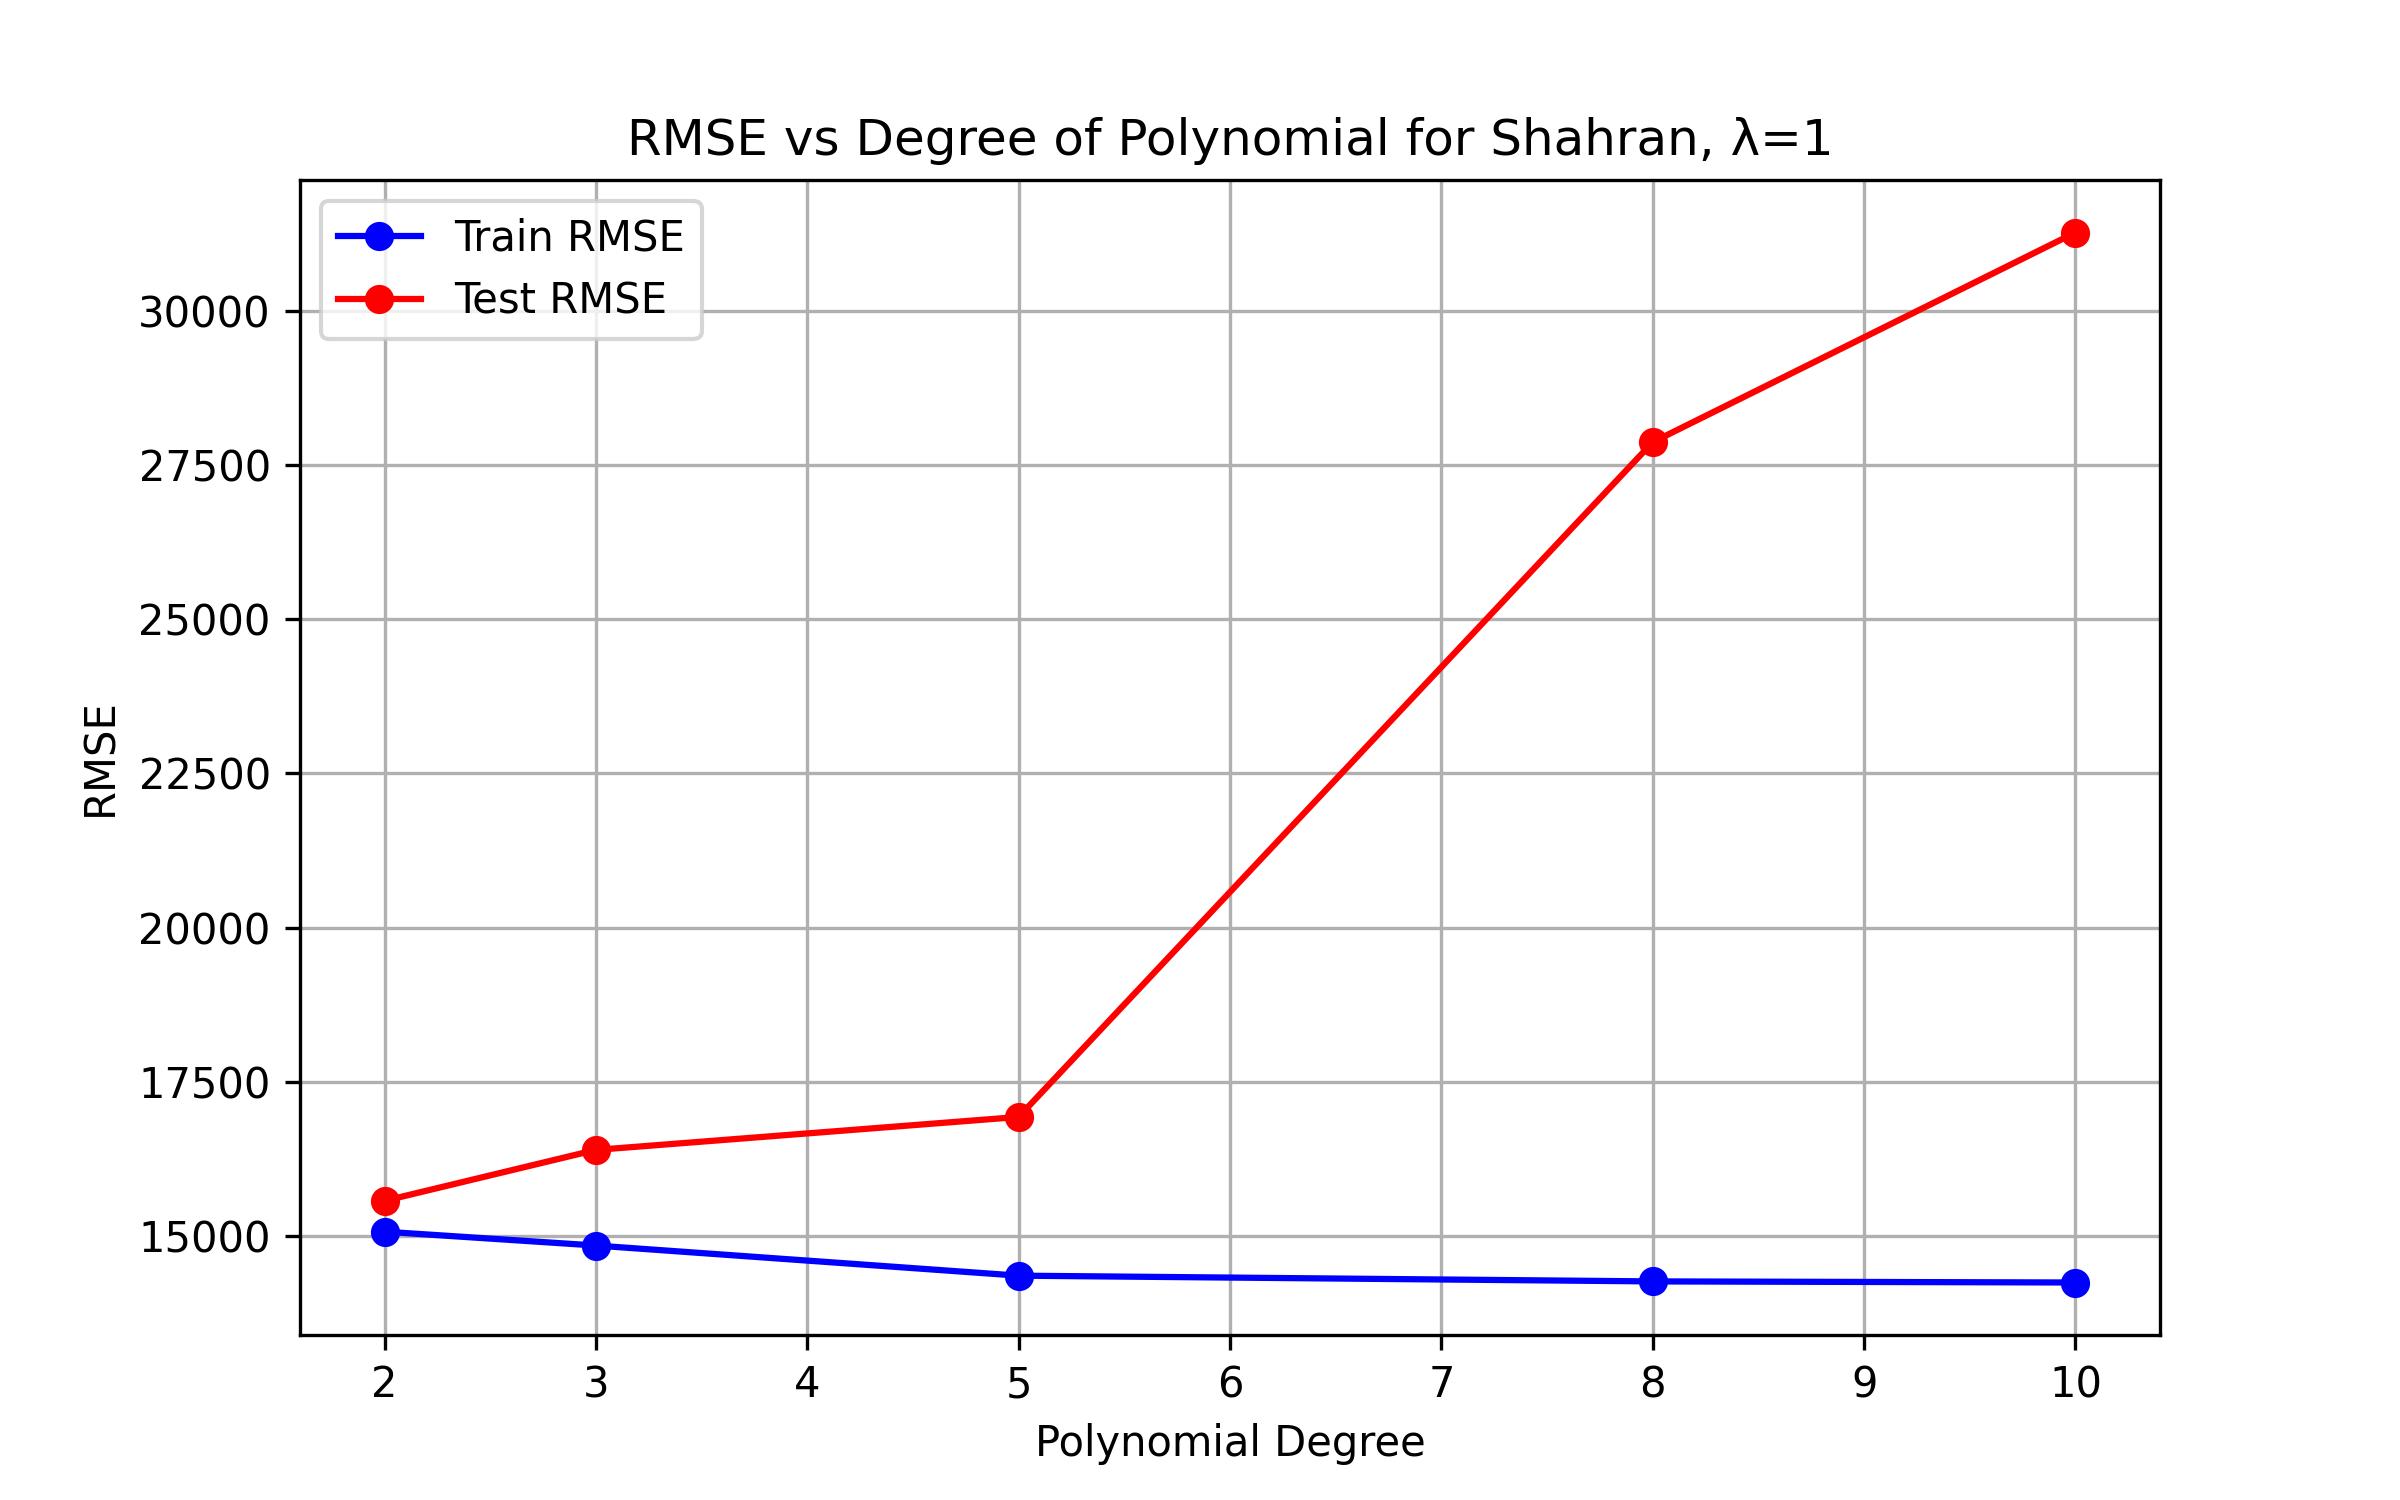 RMSE vs Degree of Polynomial for Shahran, λ=1
Train RMSE
Test RMSE
30000
27500
25000
22500
20000
17500
15000
RMSE
2 3 4 5 6 7 8 9 10
Polynomial Degree